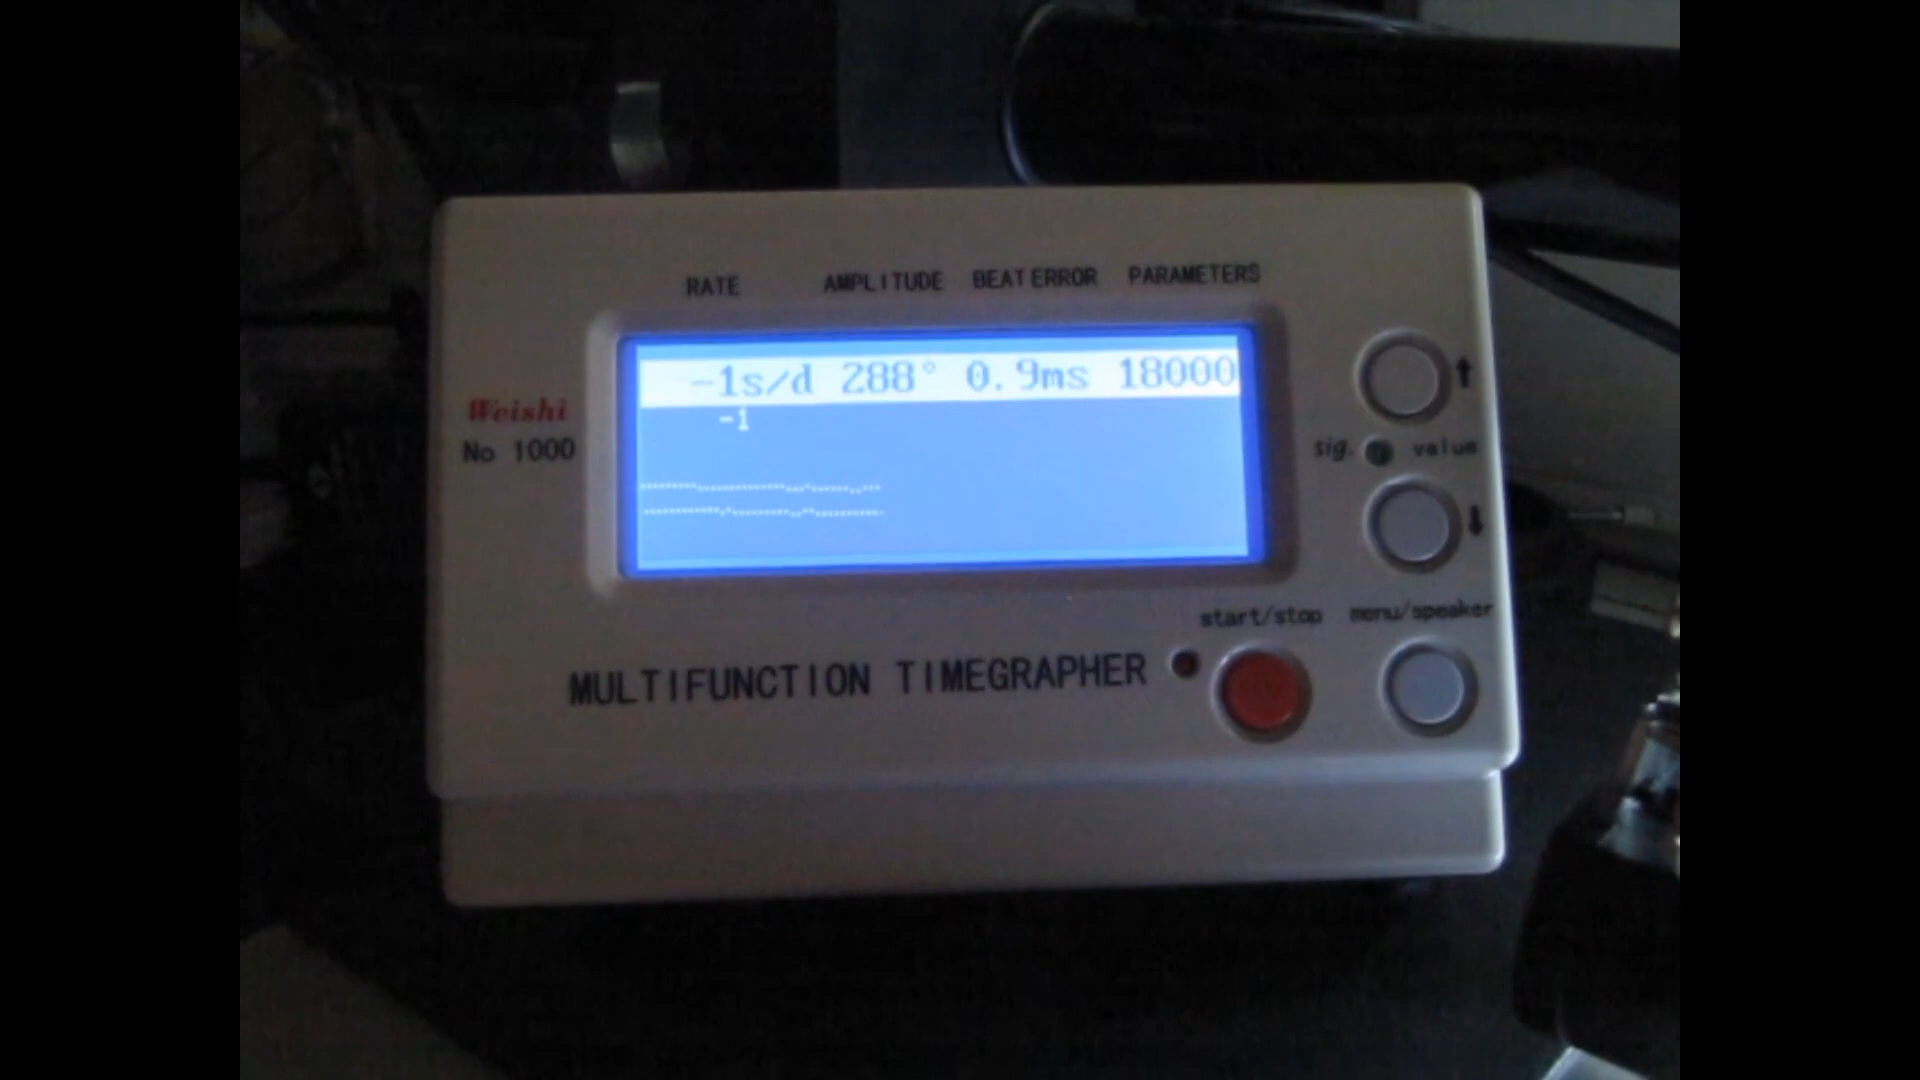 RATE AMPLITUDE BEAT ERROR PARAMETERS
-1s/d 288° 0.9ms 18000
-1
Weishi
No 1000
sig. value
start/stop menu/speaker
MULTIFUNCTION TIMEGRAPHER